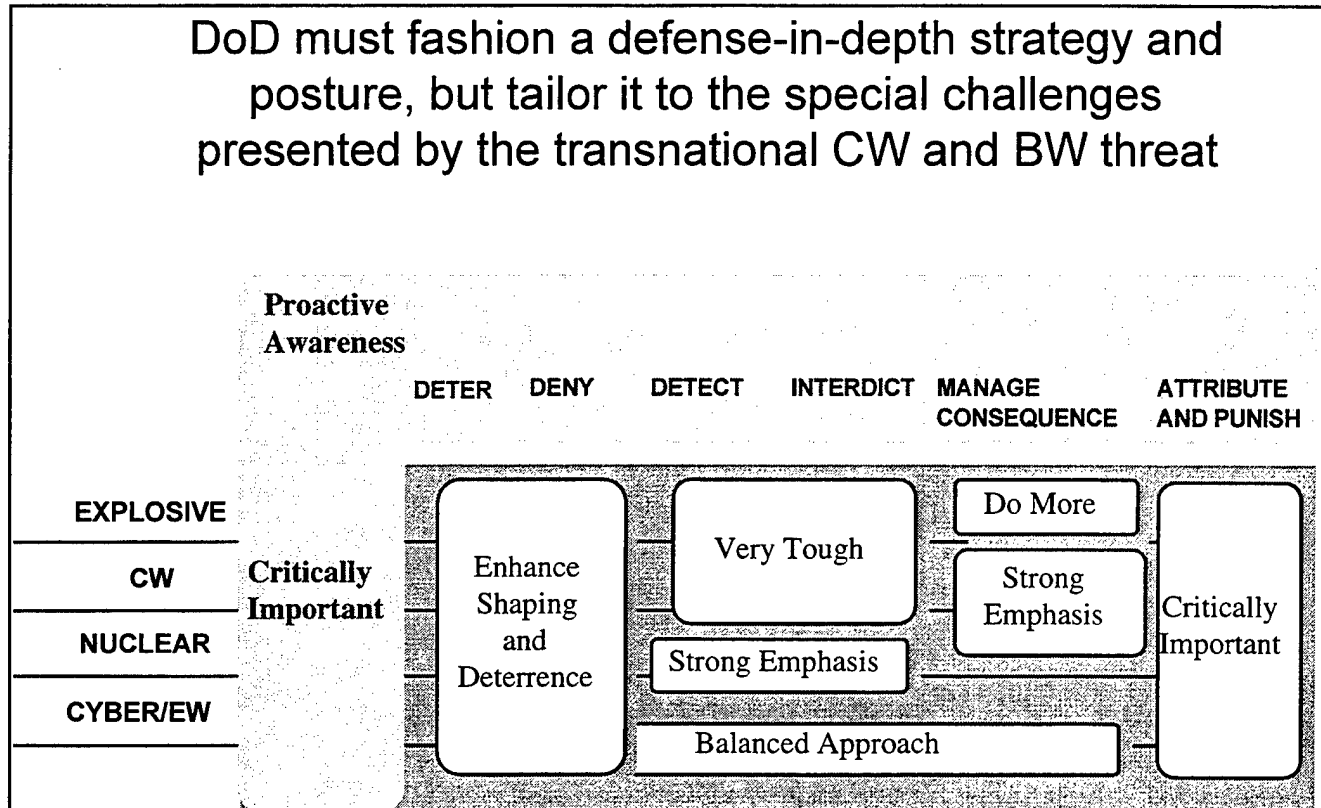 DoD must fashion a defense-in-depth strategy and
posture, but tailor it to the special challenges
presented by the transnational CW and BW threat
Proactive
Awareness
DETER DENY DETECT INTERDICT MANAGE
CONSEQUENCE
ATTRIBUTE
AND PUNISH
EXPLOSIVE
CW
NUCLEAR
CYBER/EW
Critically
Important
Enhance
Shaping
and
Deterrence
Very Tough
Strong Emphasis
Balanced Approach
Do More
Strong
Emphasis
Critically
Important